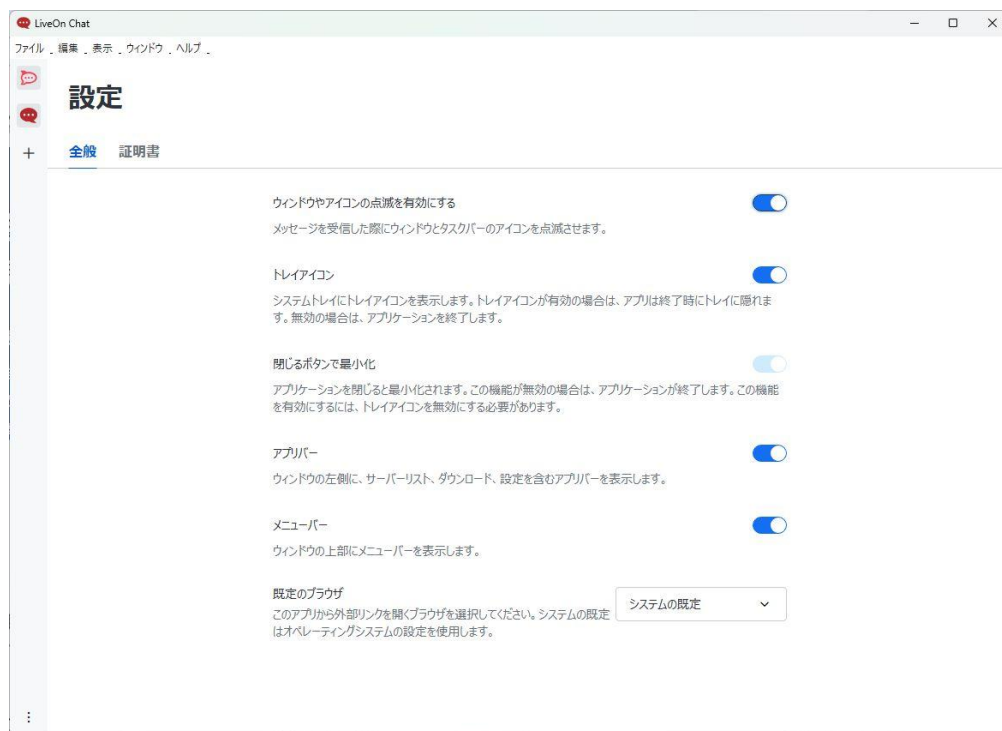 LiveOn Chat
ファイル 編集 表示 ウィンドウ ヘルプ
設定
全般 証明書
ウィンドウやアイコンの点滅を有効にする
メッセージを受信した際にウィンドウとタスクバーのアイコンを点滅させます。
トレイアイコン
システムトレイにトレイアイコンを表示します。トレイアイコンが有効の場合は、アプリは終了時にトレイに隠れま
す。無効の場合は、アプリケーションを終了します。
閉じるボタンで最小化
アプリケーションを閉じると最小化されます。この機能が無効の場合は、アプリケーションが終了します。この機能
を有効にするには、トレイアイコンを無効にする必要があります。
アプリバー
ウィンドウの左側に、サーバーリスト、ダウンロード、設定を含むアプリバーを表示します。
メニューバー
ウィンドウの上部にメニューバーを表示します。
既定のブラウザ
このアプリから外部リンクを開くブラウザを選択してください。システムの既定
はオペレーティングシステムの設定を使用します。
システムの既定